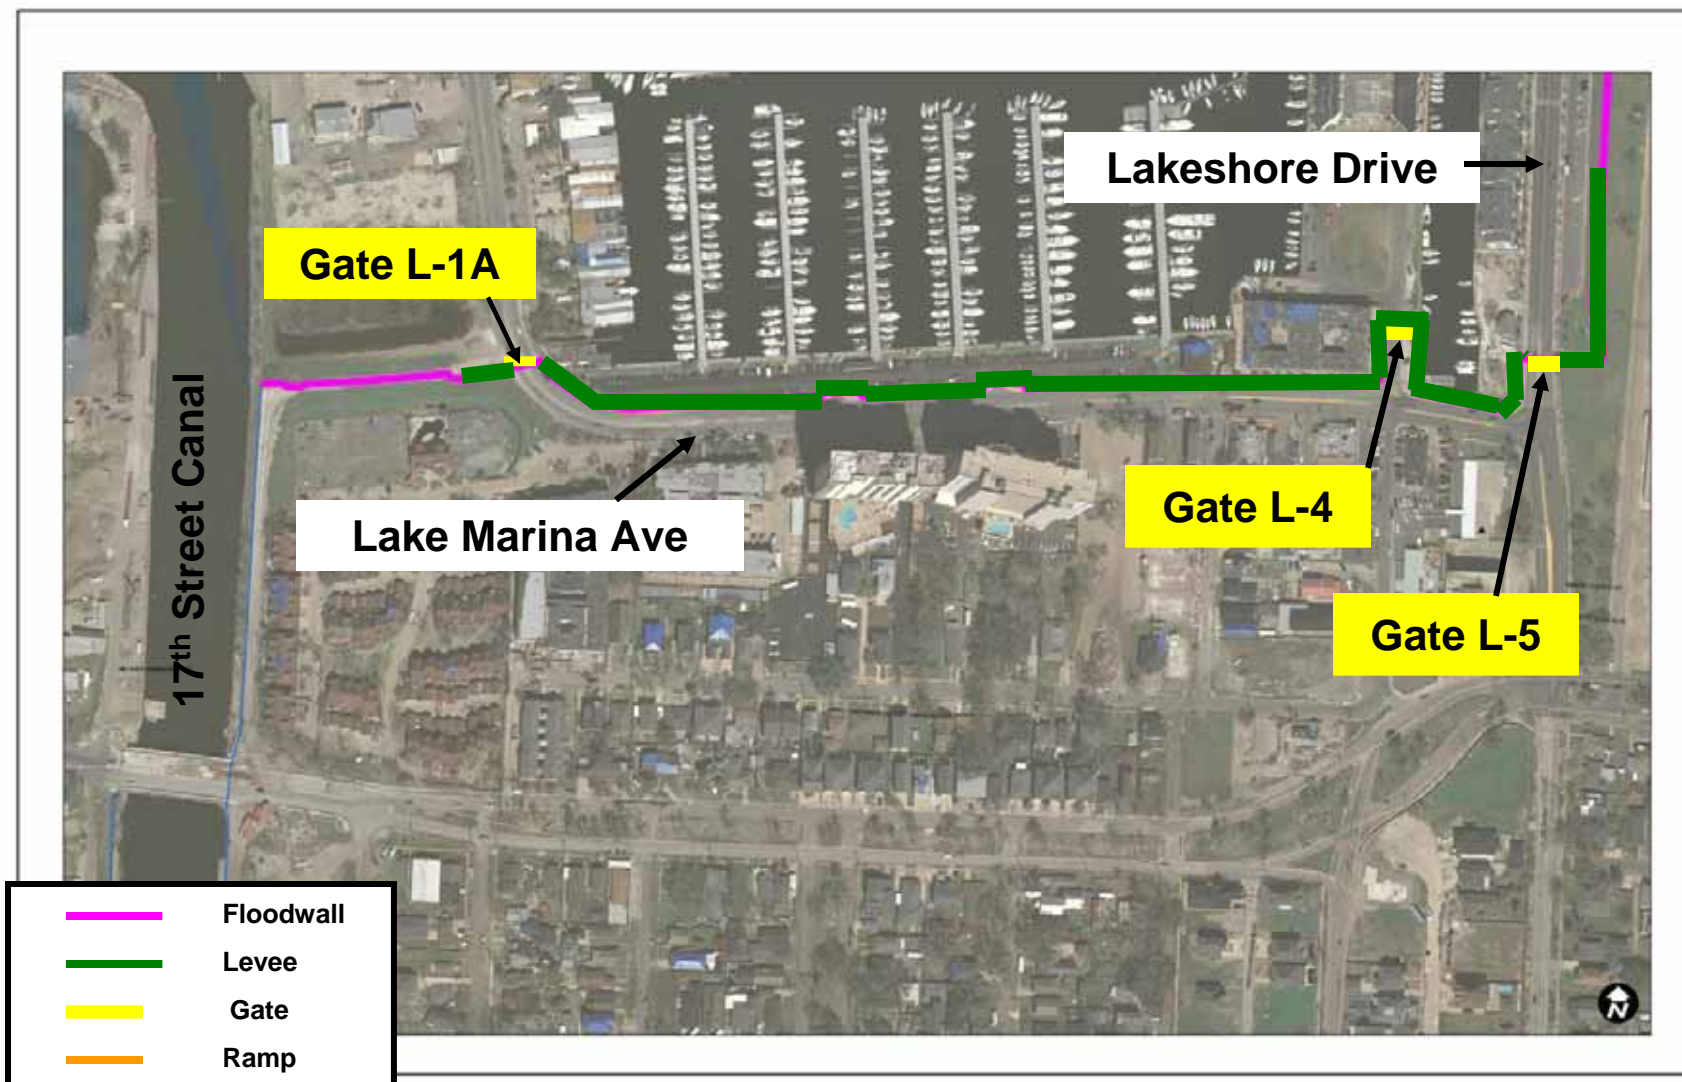 Lakeshore Drive
Gate L-1A
17th Street Canal
Lake Marina Ave
Gate L-4
Gate L-5
Floodwall
Levee
Gate
Ramp
N